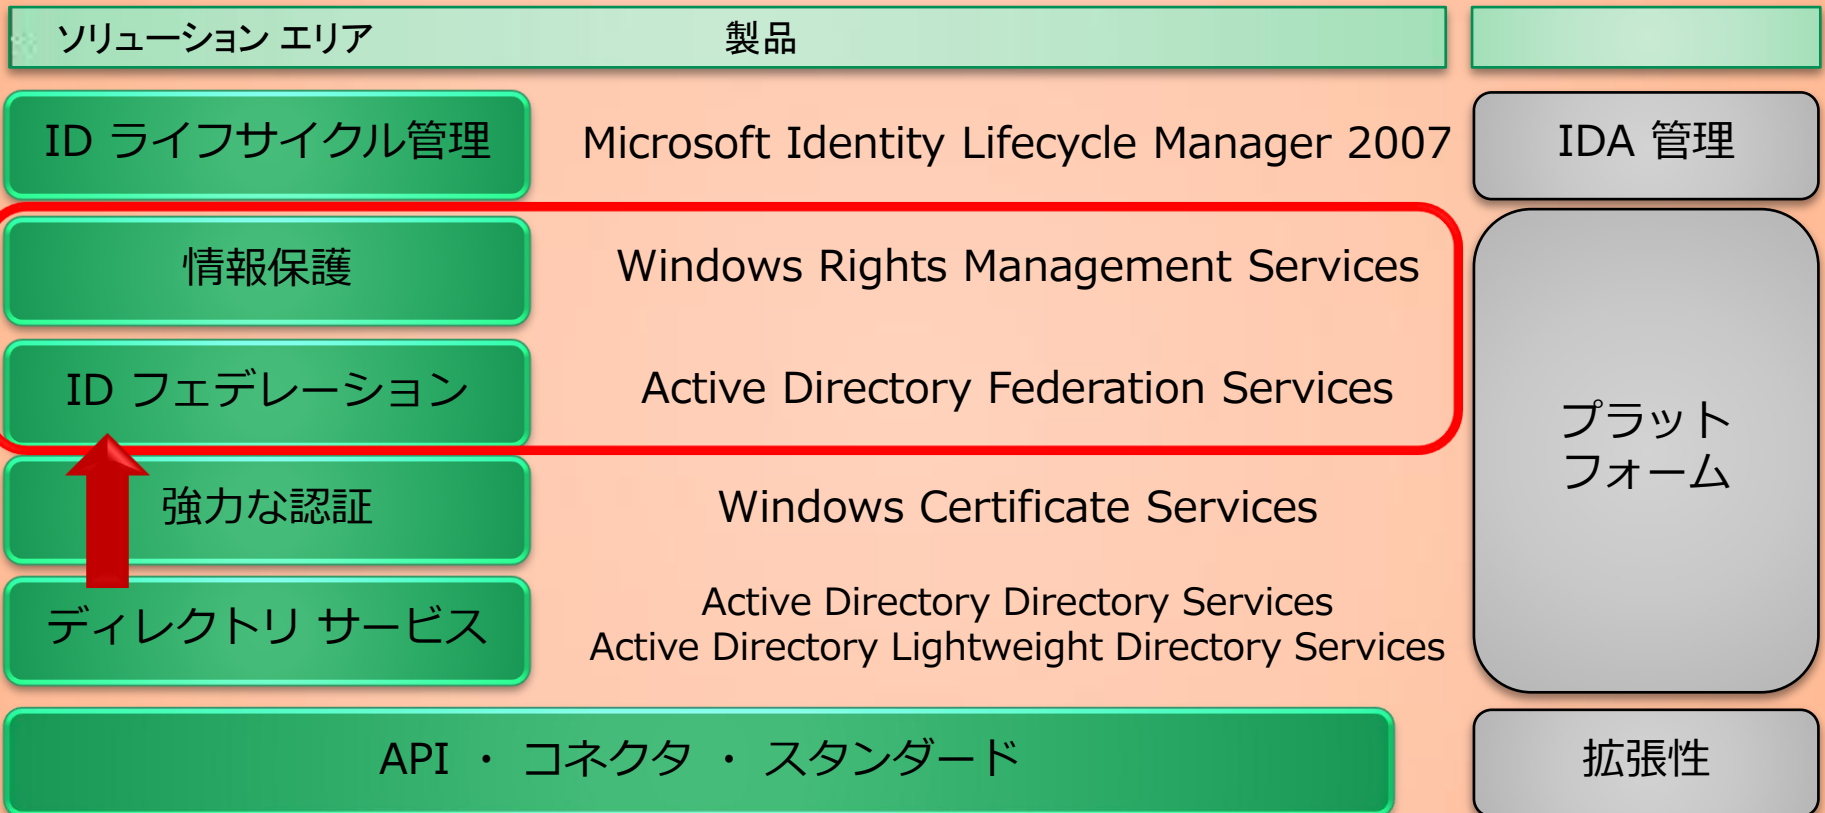 ソリューション エリア 製品
ID ライフサイクル管理 Microsoft Identity Lifecycle Manager 2007 IDA 管理
情報保護 Windows Rights Management Services
ID フェデレーション Active Directory Federation Services
プラット
フォーム
強力な認証 Windows Certificate Services
ディレクトリ サービス
Active Directory Directory Services
Active Directory Lightweight Directory Services
API ・ コネクタ ・ スタンダード 拡張性